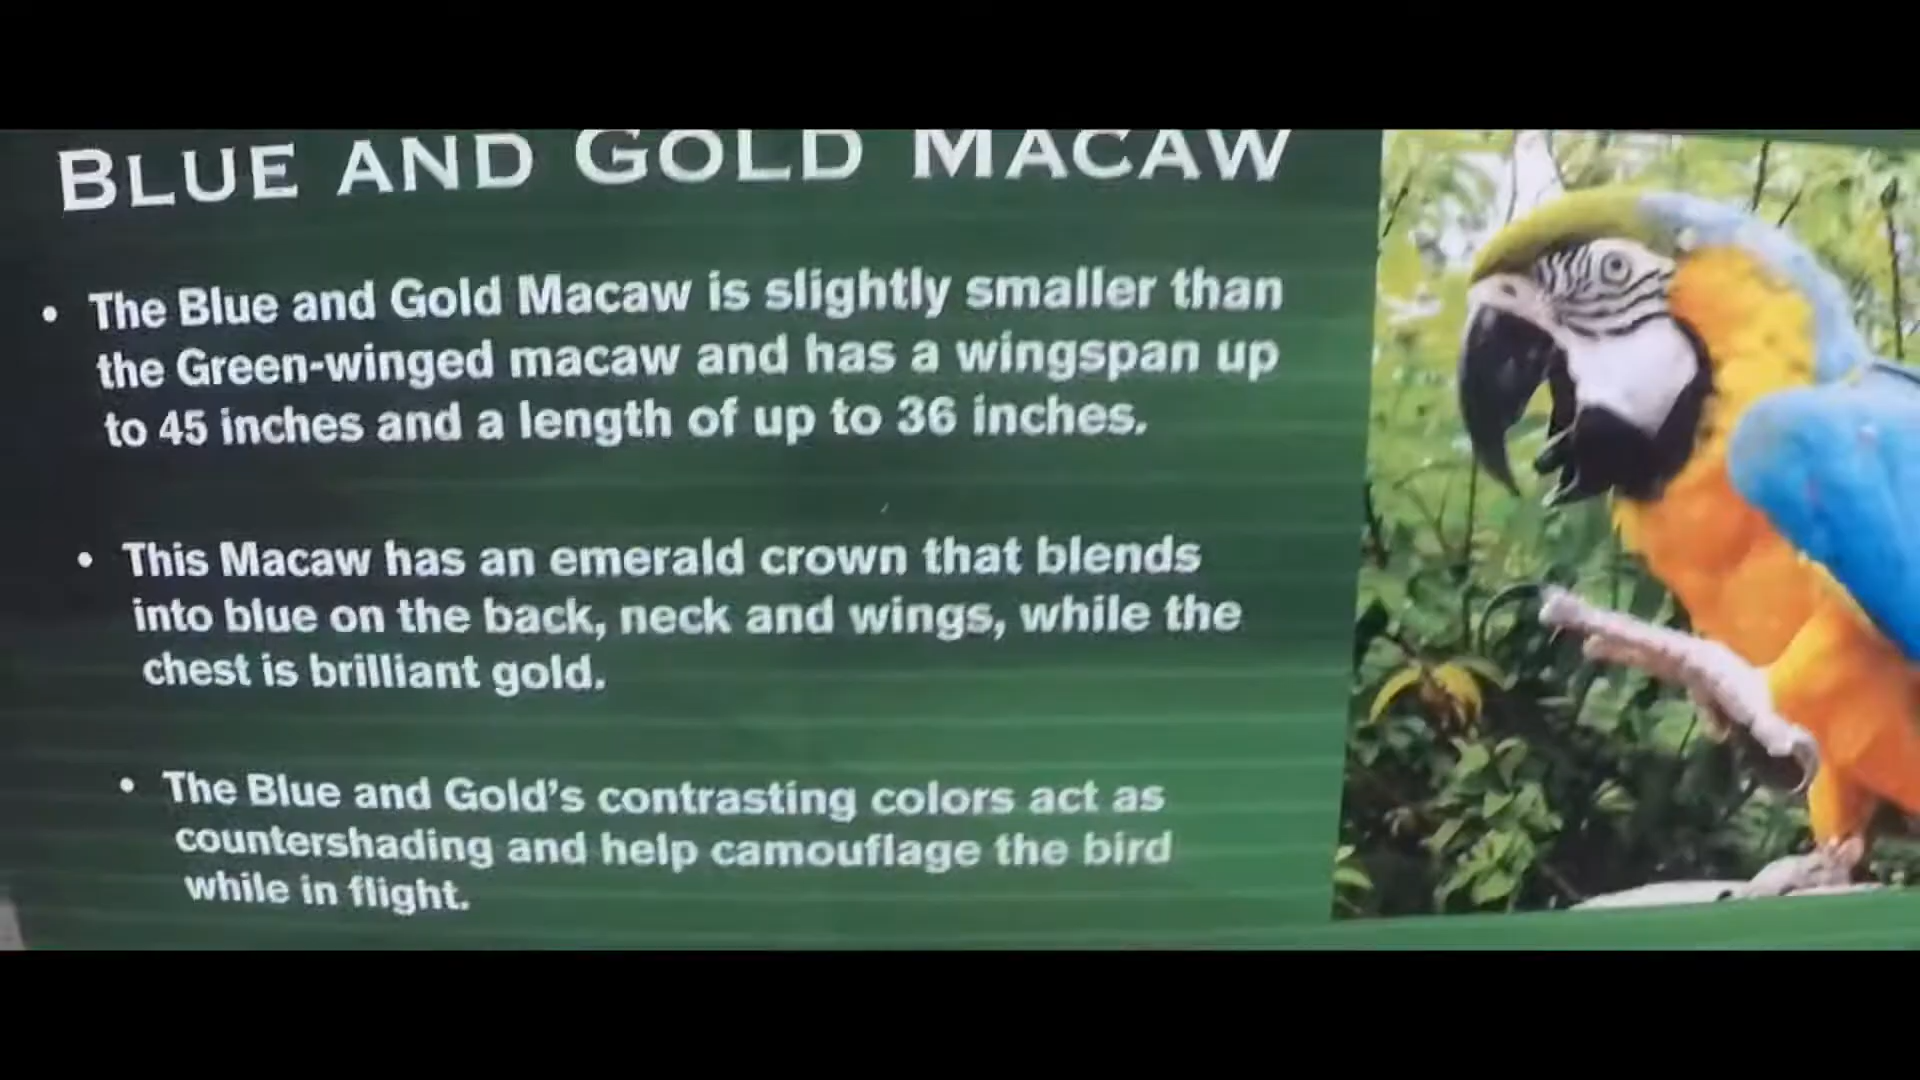 BLUE AND GOLD MACAW
• The Blue and Gold Macaw is slightly smaller than
the Green-winged macaw and has a wingspan up
to 45 inches and a length of up to 36 inches.
• This Macaw has an emerald crown that blends
into blue on the back, neck and wings, while the
chest is brilliant gold.
• The Blue and Gold’s contrasting colors act as
countershading and help camouflage the bird
while in flight.